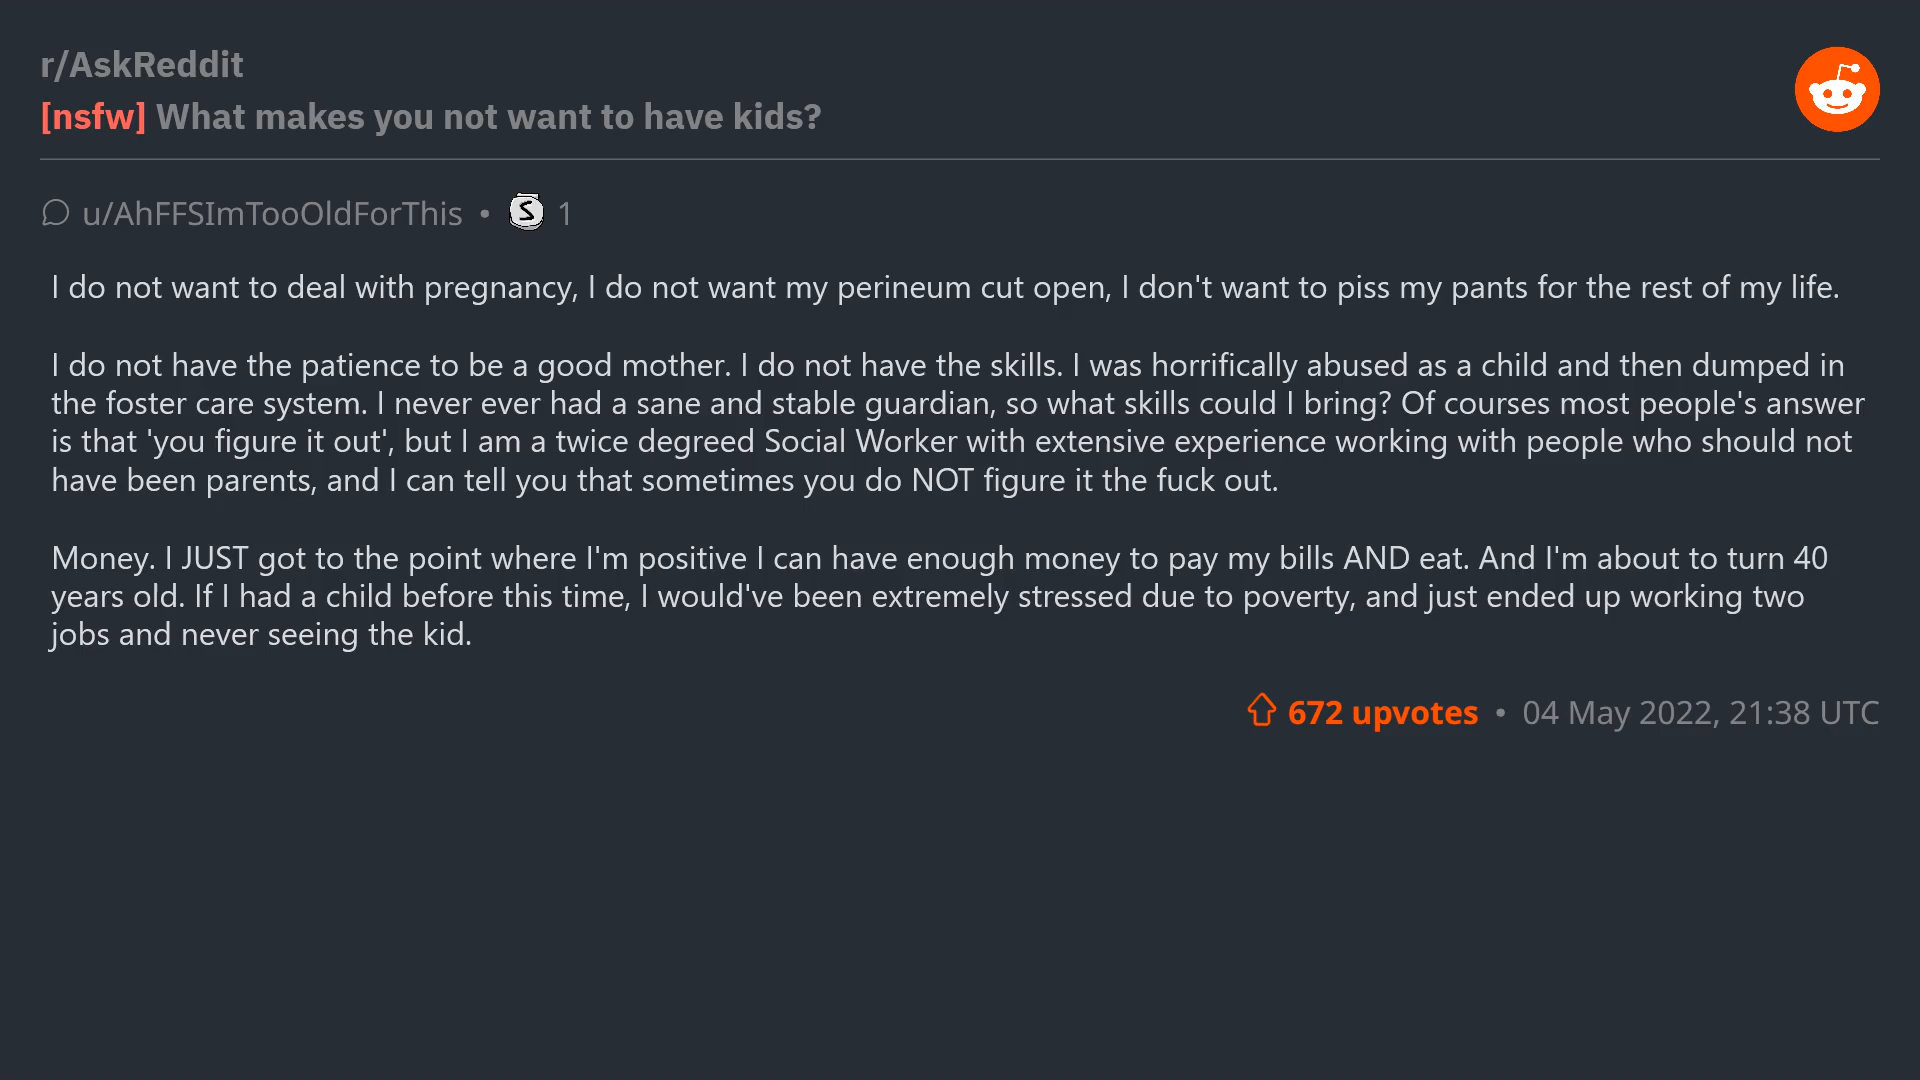 r/AskReddit
[nsfw] What makes you not want to have kids?
u/AhFFSImTooOldForThis • S 1
I do not want to deal with pregnancy, I do not want my perineum cut open, I don't want to piss my pants for the rest of my life.
I do not have the patience to be a good mother. I do not have the skills. I was horrifically abused as a child and then dumped in
the foster care system. I never ever had a sane and stable guardian, so what skills could I bring? Of courses most people's answer
is that 'you figure it out', but I am a twice degreed Social Worker with extensive experience working with people who should not
have been parents, and I can tell you that sometimes you do NOT figure it the fuck out.
Money. I JUST got to the point where I'm positive I can have enough money to pay my bills AND eat. And I'm about to turn 40
years old. If I had a child before this time, I would've been extremely stressed due to poverty, and just ended up working two
jobs and never seeing the kid.
672 upvotes • 04 May 2022, 21:38 UTC